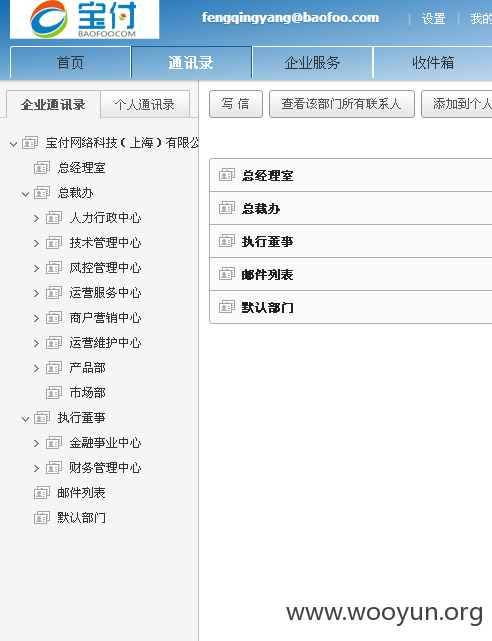 宝付
BAOFOO.COM
fengqingyang@baofoo.com
设置
我的
首页
通讯录
企业服务
收件箱
企业通讯录
个人通讯录
写 信
查看该部门所有联系人
添加到个人
宝付网络科技（上海）有限公
总经理室
总裁办
人力行政中心
技术管理中心
风控管理中心
运营服务中心
商户营销中心
运营维护中心
产品部
市场部
执行董事
金融事业中心
财务管理中心
邮件列表
默认部门
总经理室
总裁办
执行董事
邮件列表
默认部门
www.wooyun.org